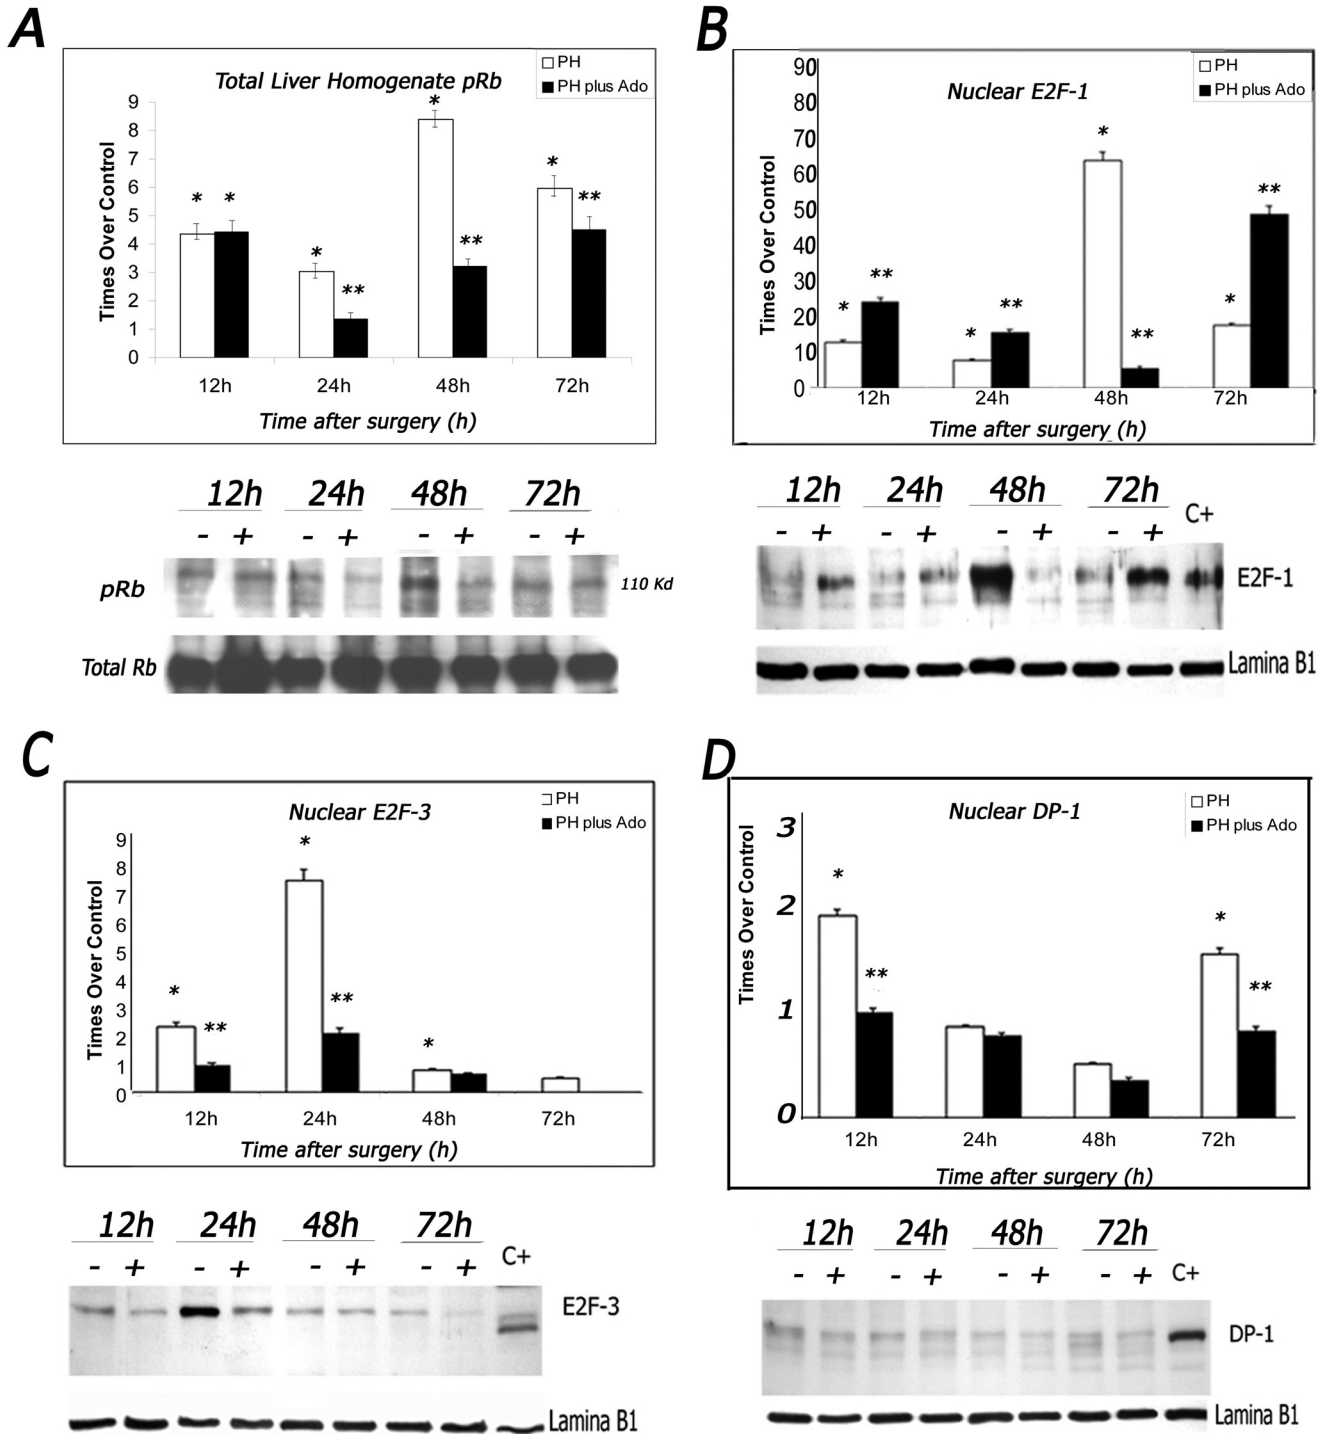 A
Total Liver Homogenate pRb
PH
PH plus Ado
Times Over Control
9
8
7
6
5
4
3
2
1
0
* *
* **
* **
* **
12h 24h 48h 72h
Time after surgery (h)
12h 24h 48h 72h
- + - + - + - +
pRb
110 Kd
Total Rb
B
Nuclear E2F-1
PH
PH plus Ado
Times Over Control
90
80
70
60
50
40
30
20
10
0
* **
* **
* **
* **
12h 24h 48h 72h
Time after surgery (h)
12h 24h 48h 72h C+
- + - + - + - +
E2F-1
Lamina B1
C
Nuclear E2F-3
PH
PH plus Ado
Times Over Control
9
8
7
6
5
4
3
2
1
0
* **
* **
*
12h 24h 48h 72h
Time after surgery (h)
12h 24h 48h 72h
- + - + - + - + C+
E2F-3
Lamina B1
D
Nuclear DP-1
PH
PH plus Ado
Times Over Control
3
2
1
0
* **
* **
12h 24h 48h 72h
Time after surgery (h)
12h 24h 48h 72h
- + - + - + - + C+
DP-1
Lamina B1